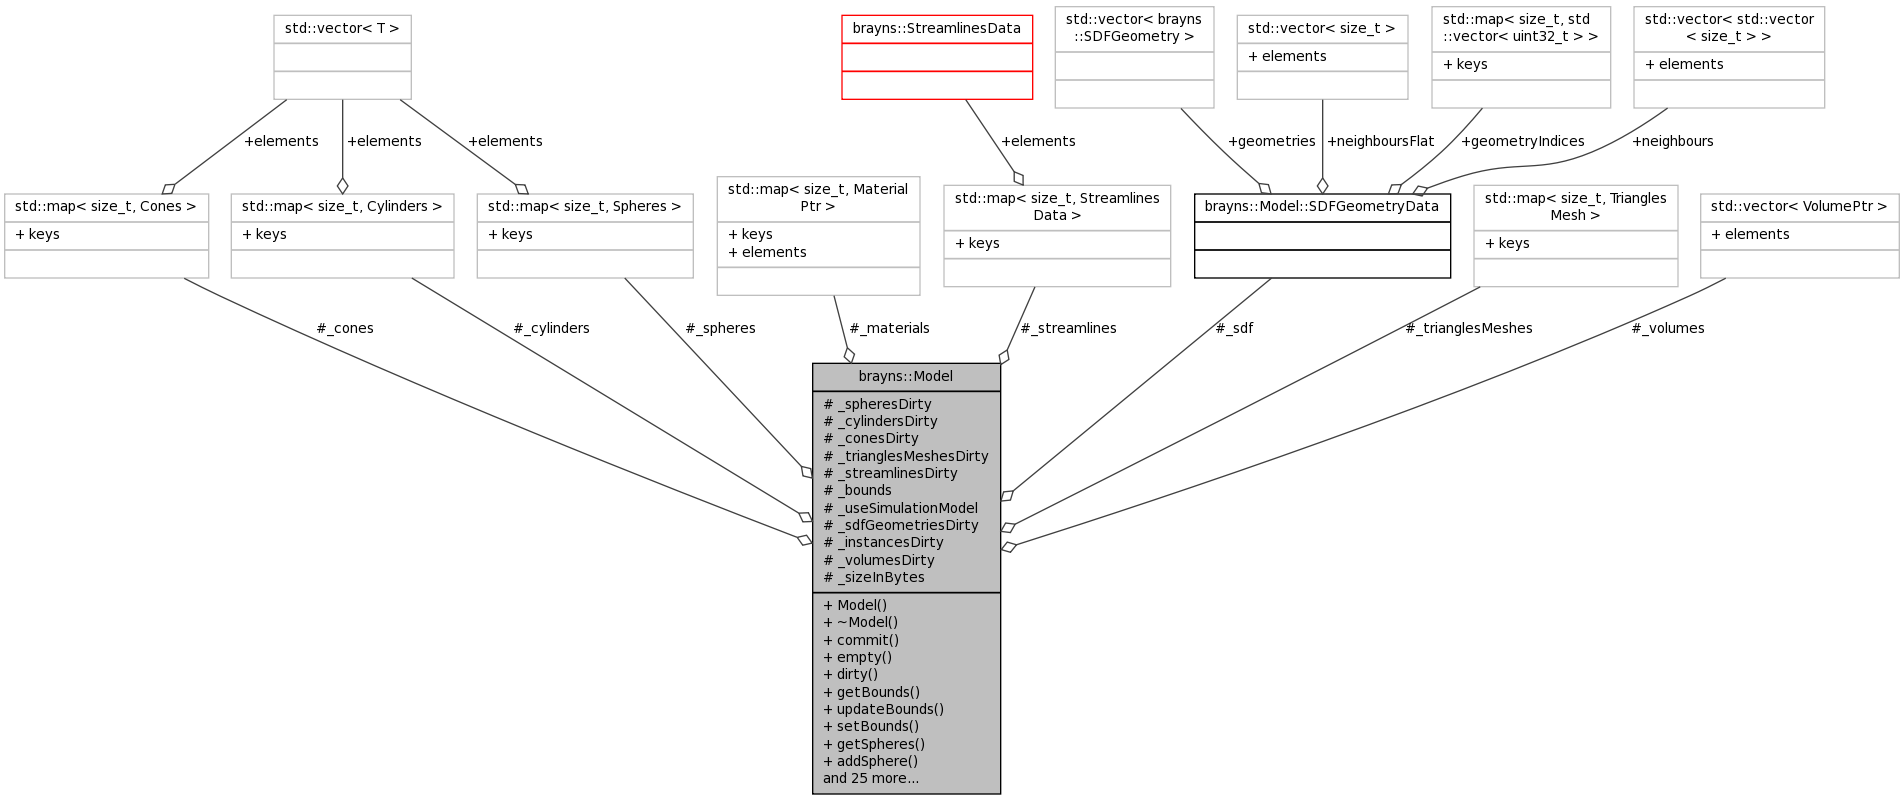 std::vector< T >
brayns::StreamlinesData
std::vector< brayns
::SDFGeometry >
std::vector< size_t >
+ elements
std::map< size_t, std
::vector< uint32_t > >
+ keys
std::vector< std::vector
< size_t > >
+ elements
+elements
+elements
+elements
+elements
+geometries
+neighboursFlat
+geometryIndices
+neighbours
std::map< size_t, Cones >
+ keys
std::map< size_t, Cylinders >
+ keys
std::map< size_t, Spheres >
+ keys
std::map< size_t, Material
Ptr >
+ keys
+ elements
std::map< size_t, Streamlines
Data >
+ keys
brayns::Model::SDFGeometryData
std::map< size_t, Triangles
Mesh >
+ keys
std::vector< VolumePtr >
+ elements
#_cones
#_cylinders
#_spheres
#_materials
#_streamlines
#_sdf
#_trianglesMeshes
#_volumes
brayns::Model
# _spheresDirty
# _cylindersDirty
# _conesDirty
# _trianglesMeshesDirty
# _streamlinesDirty
# _bounds
# _useSimulationModel
# _sdfGeometriesDirty
# _instancesDirty
# _volumesDirty
# _sizeInBytes
+ Model()
+ ~Model()
+ commit()
+ empty()
+ dirty()
+ getBounds()
+ updateBounds()
+ setBounds()
+ getSpheres()
+ addSphere()
and 25 more...